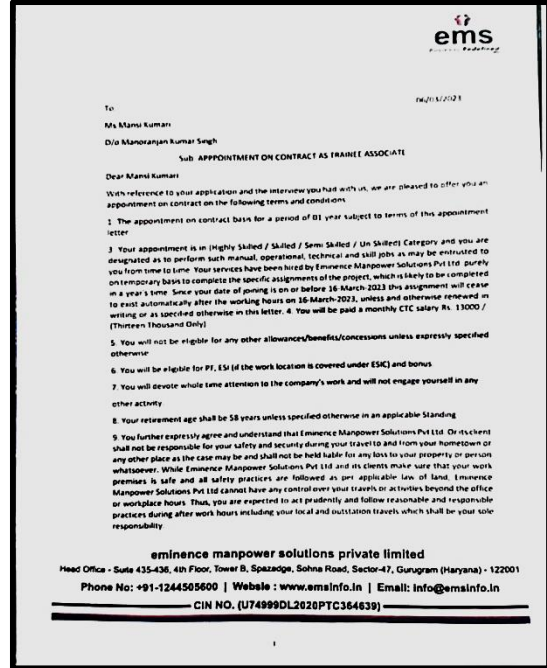 ems
06/03/2023
To
Ms Mansi Kumari
D/o Manoranjan Kumar Singh
Sub APPPOINTMENT ON CONTRACT AS TRAINEE ASSOCIATE
Dear Mansi Kumari
With reference to your application and the interview you had with us, we are pleased to offer you an
appointment on contract on the following terms and conditions
1 The appointment on contract basis for a period of 01 year subject to terms of this appointment
letter
3 Your appointment is in (Highly Skilled / Skilled / Semi Skilled / Un Skilled) Category and you are
designated as to perform such manual, operational, technical and skill jobs as may be entrusted to
you from time to time. Your services have been hired by Eminence Manpower Solutions Pvt Ltd purely
on temporary basis to complete the specific assignments of the project, which is likely to be completed
in a year's time. Since your date of joining is on or before 16-March-2023 this assignment will cease
to exist automatically after the working hours on 16-March-2023, unless and otherwise renewed in
writing or as specified otherwise in this letter. 4. You will be paid a monthly CTC salary Rs. 13000 /
(Thirteen Thousand Only)
5 You will not be eligible for any other allowances/benefits/concessions unless expressly specified
otherwise
6 You will be eligible for PF, ESI (if the work location is covered under ESIC) and bonus
7 You will devote whole time attention to the company's work and will not engage yourself in any
other activity
8. Your retirement age shall be 58 years unless specified otherwise in an applicable Standing
9 You further expressly agree and understand that Eminence Manpower Solutions Pvt Ltd. Or its client
shall not be responsible for your safety and security during your travel to and from your hometown or
any other place as the case may be and shall not be held liable for any loss to your property or person
whatsoever. While Eminence Manpower Solutions Pvt Ltd and its clients make sure that your work
premises is safe and all safety practices are followed as per applicable law of land, Eminence
Manpower Solutions Pvt Ltd cannot have any control over your travels or activities beyond the office
or workplace hours. Thus, you are expected to act prudently and follow reasonable and responsible
practices during after work hours including your local and outstation travels which shall be your sole
responsibility
eminence manpower solutions private limited
Head Office - Suite 435-436, 4th Floor, Tower B, Spazedge, Sohna Road, Sector-47, Gurugram (Haryana) - 122001
Phone No: +91-1244505600 | Website : www.emsinfo.in | Email: info@emsinfo.in
CIN NO. (U74999DL2020PTC364639)